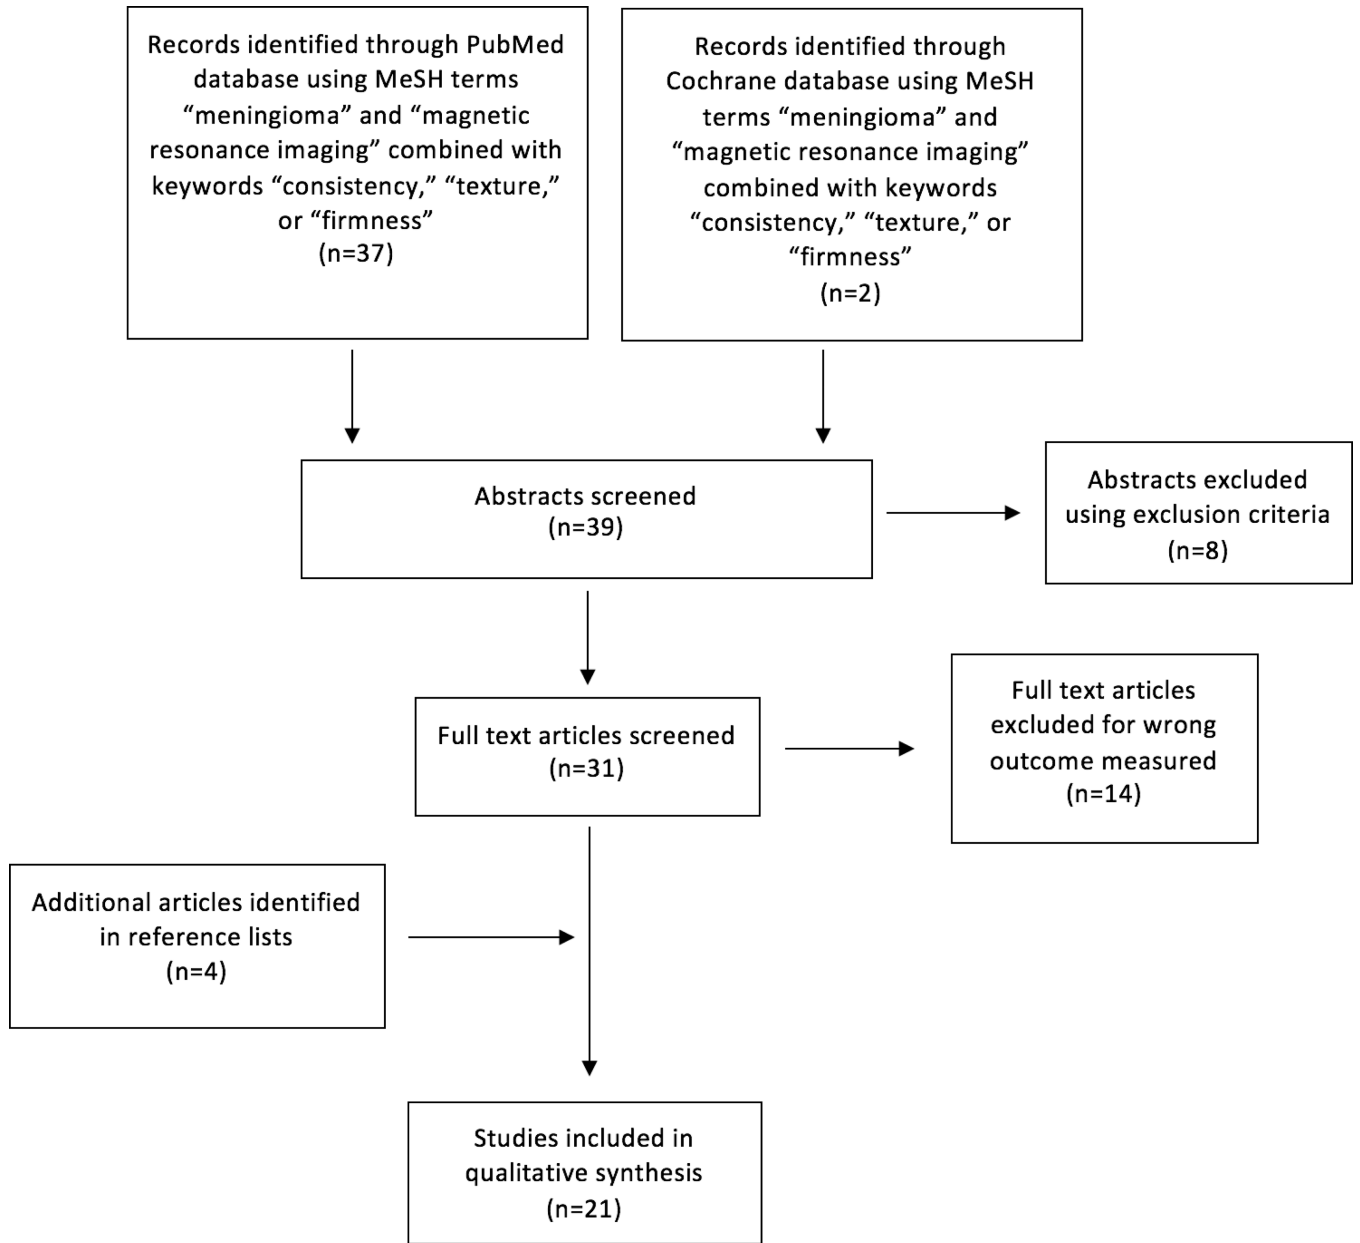 Records identified through PubMed
database using MeSH terms
“meningioma” and “magnetic
resonance imaging” combined with
keywords “consistency,” “texture,”
or “firmness”
(n=37)
Records identified through
Cochrane database using MeSH
terms “meningioma” and
“magnetic resonance imaging”
combined with keywords
“consistency,” “texture,” or
“firmness”
(n=2)
Abstracts screened
(n=39)
Abstracts excluded
using exclusion criteria
(n=8)
Full text articles screened
(n=31)
Full text articles
excluded for wrong
outcome measured
(n=14)
Additional articles identified
in reference lists
(n=4)
Studies included in
qualitative synthesis
(n=21)